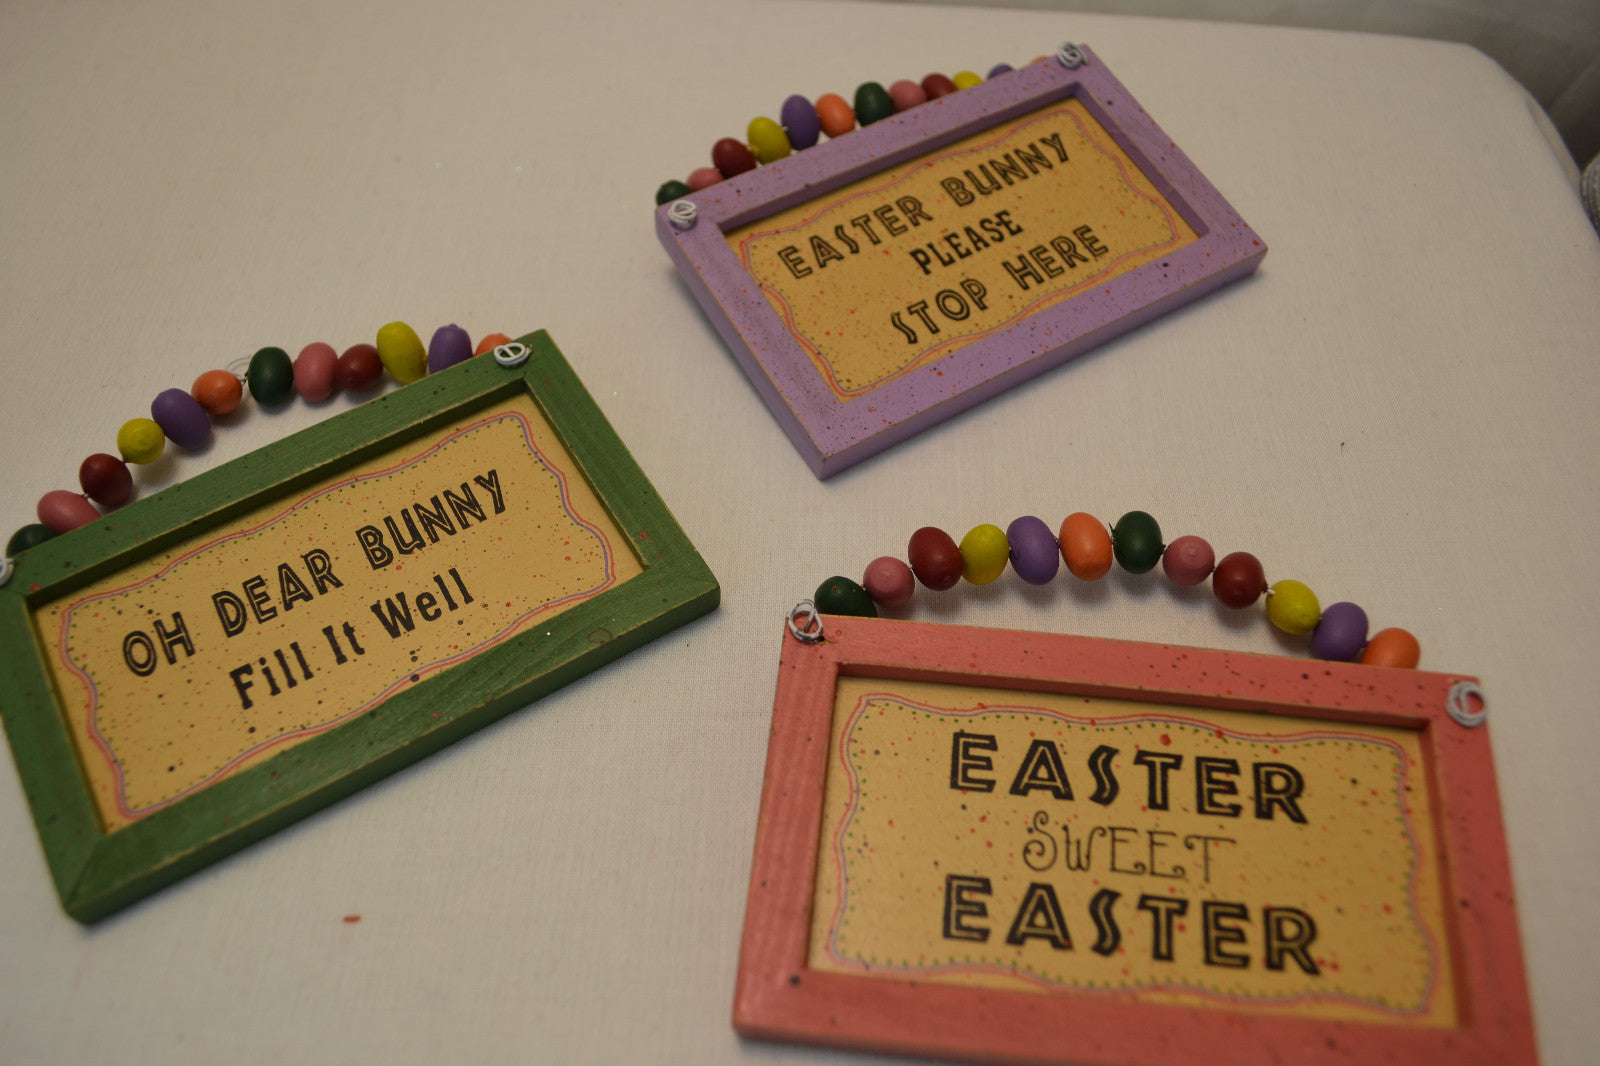 EASTER BUNNY
PLEASE
STOP HERE
OH DEAR BUNNY
Fill It Well
EASTER
SWEET
EASTER